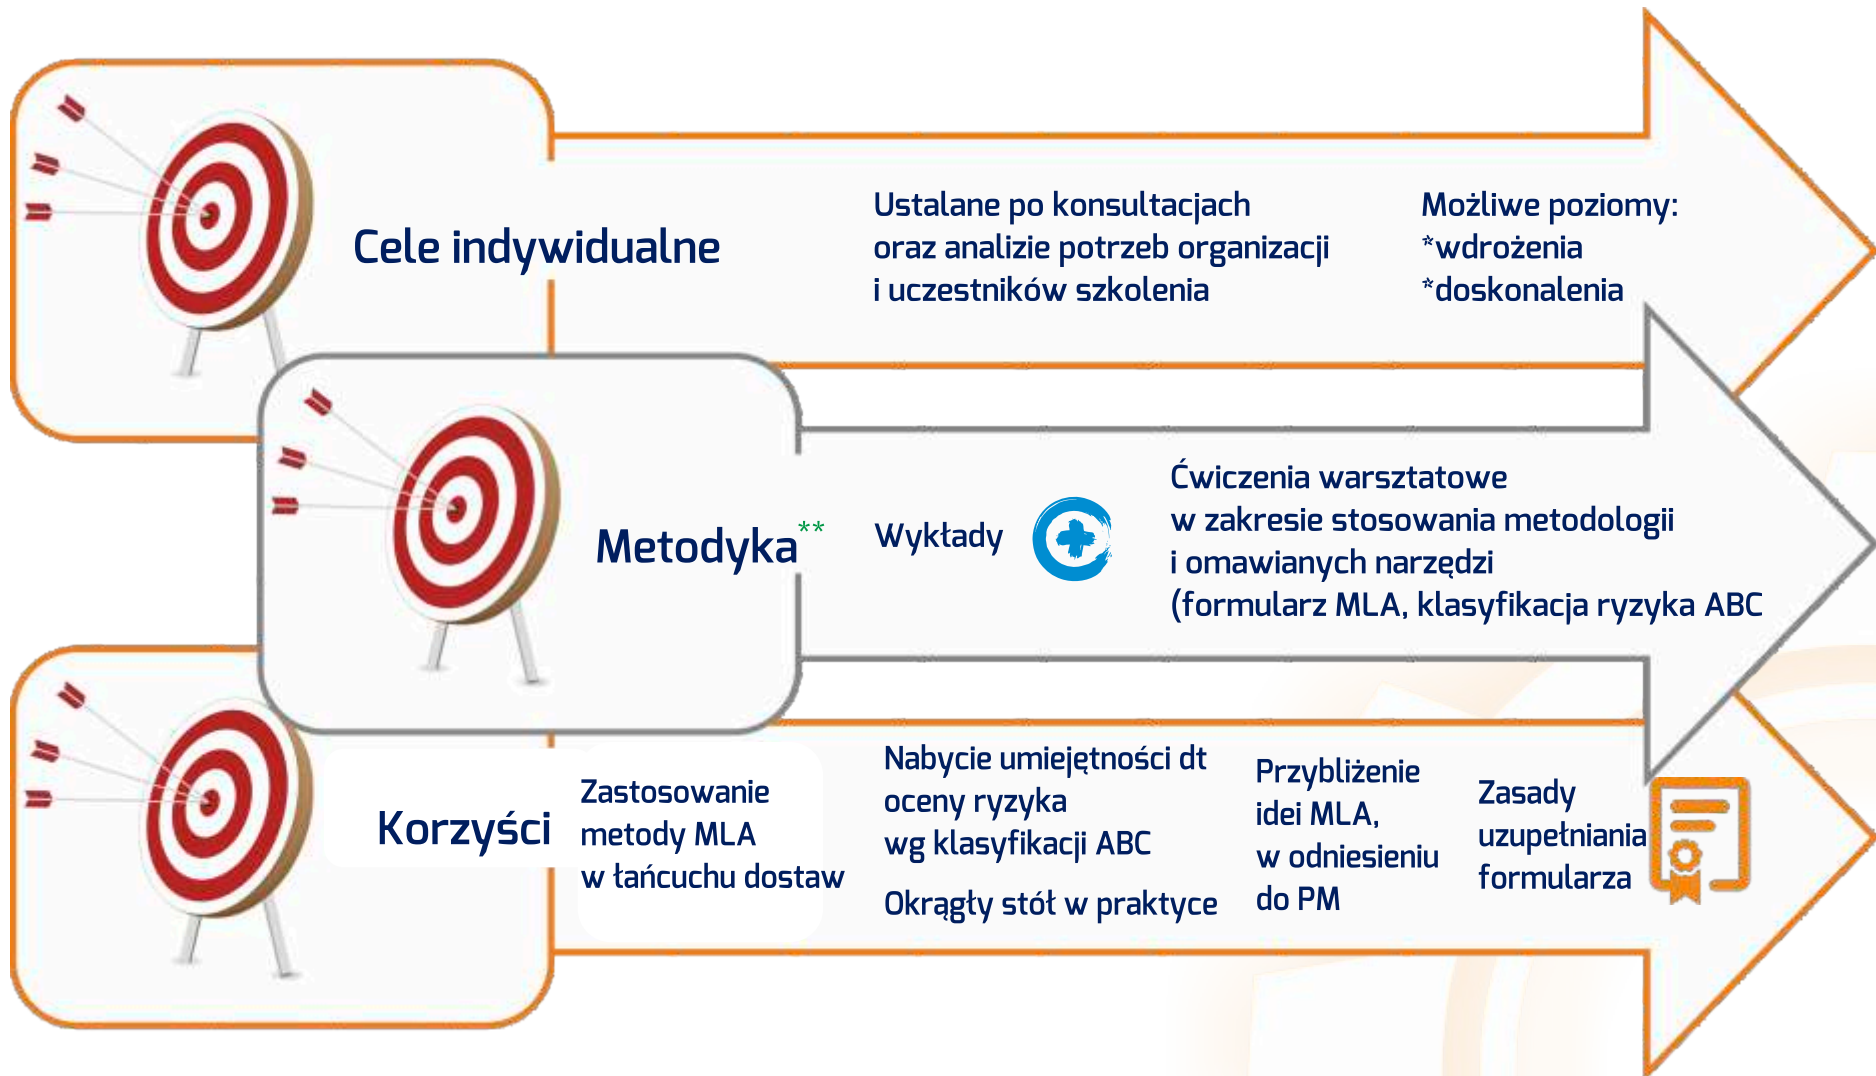 Cele indywidualne
Ustalane po konsultacjach
oraz analizie potrzeb organizacji
i uczestników szkolenia
Możliwe poziomy:
*wdrożenia
*doskonalenia
Metodyka**
Wykłady
Ćwiczenia warsztatowe
w zakresie stosowania metodologii
i omawianych narzędzi
(formularz MLA, klasyfikacja ryzyka ABC
Korzyści
Zastosowanie
metody MLA
w łańcuchu dostaw
Nabycie umiejętności dt
oceny ryzyka
wg klasyfikacji ABC
Okrągły stół w praktyce
Przybliżenie
idei MLA,
w odniesieniu
do PM
Zasady
uzupełniania
formularza